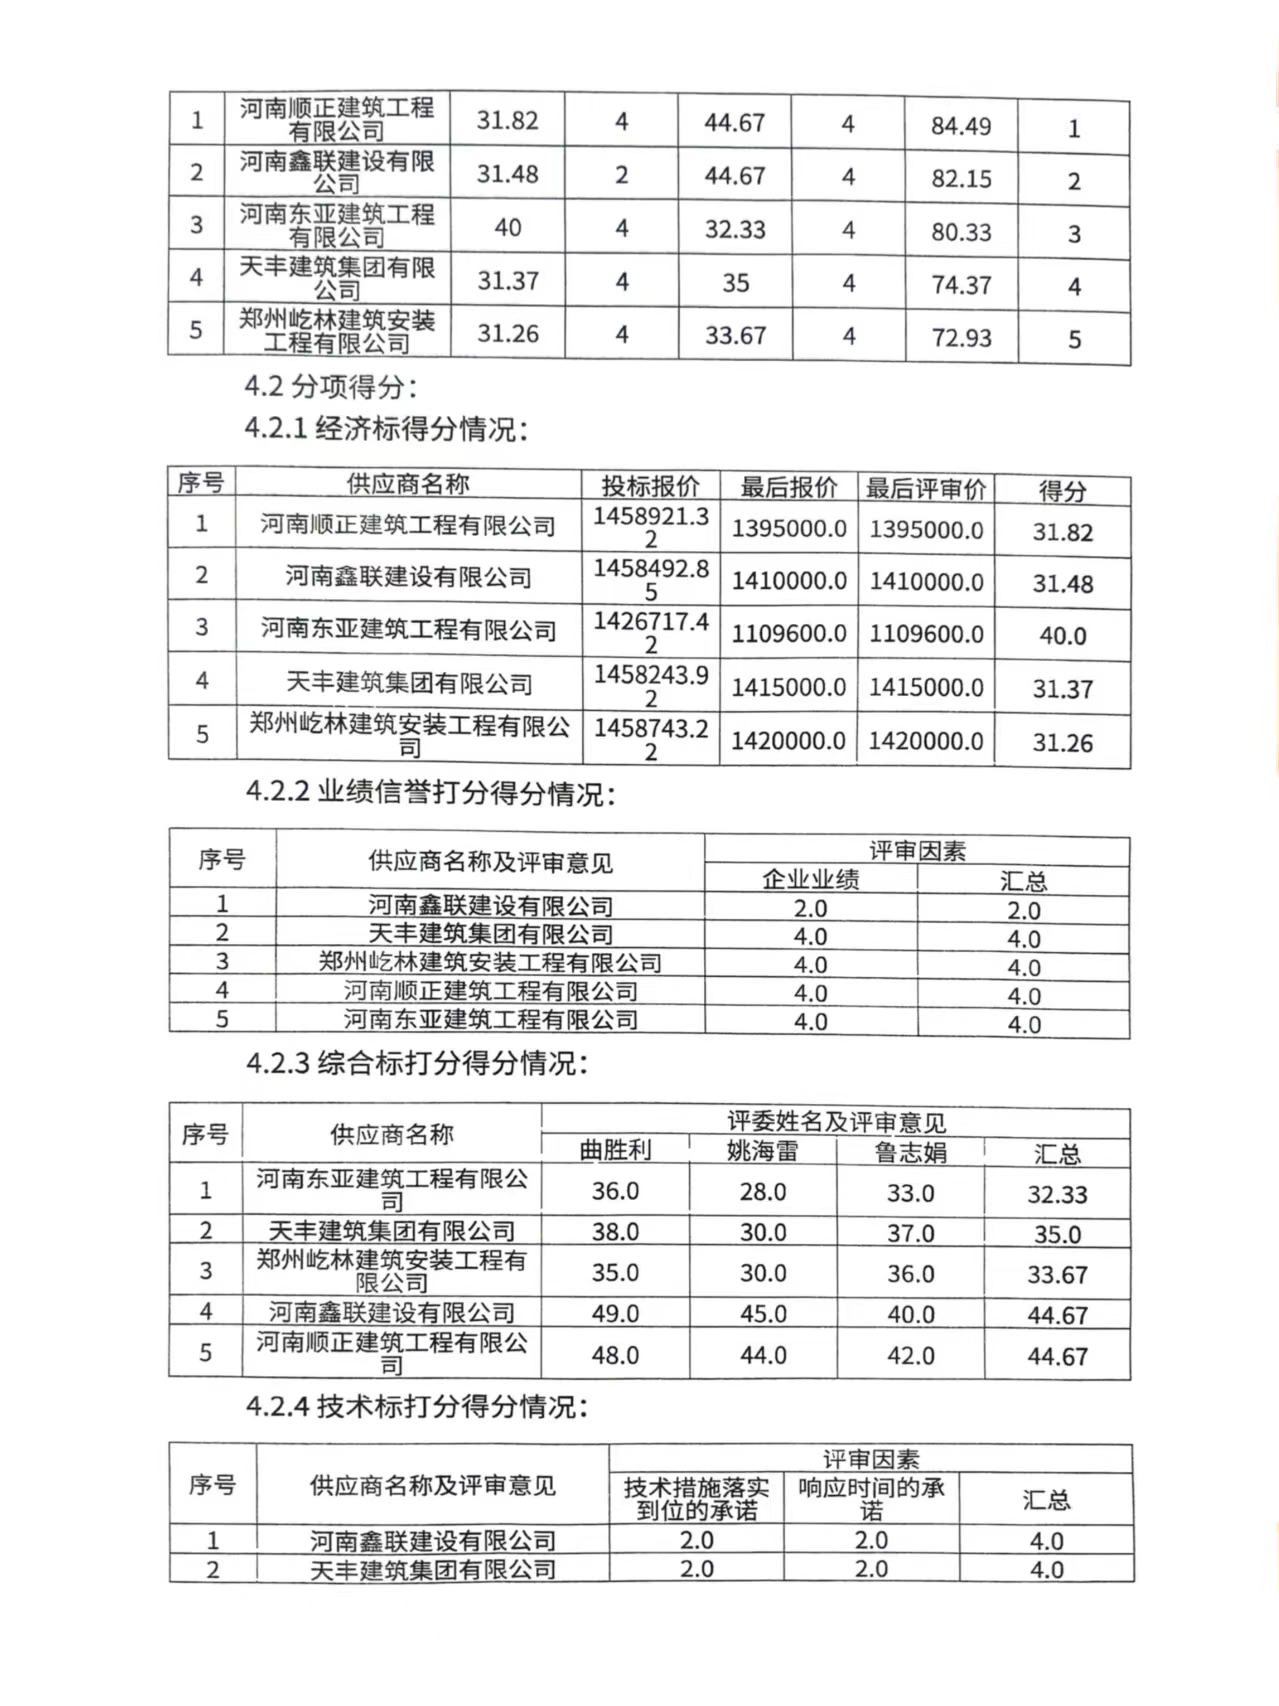 1 河南顺正建筑工程有限公司 31.82 4 44.67 4 84.49 1
2 河南鑫联建设有限公司 31.48 2 44.67 4 82.15 2
3 河南东亚建筑工程有限公司 40 4 32.33 4 80.33 3
4 天丰建筑集团有限公司 31.37 4 35 4 74.37 4
5 郑州屹林建筑安装工程有限公司 31.26 4 33.67 4 72.93 5
4.2 分项得分：
4.2.1 经济标得分情况：
序号 供应商名称 投标报价 最后报价 最后评审价 得分
1 河南顺正建筑工程有限公司 1458921.32 1395000.0 1395000.0 31.82
2 河南鑫联建设有限公司 1458492.85 1410000.0 1410000.0 31.48
3 河南东亚建筑工程有限公司 1426717.42 1109600.0 1109600.0 40.0
4 天丰建筑集团有限公司 1458243.92 1415000.0 1415000.0 31.37
5 郑州屹林建筑安装工程有限公司 1458743.22 1420000.0 1420000.0 31.26
4.2.2 业绩信誉打分得分情况：
序号 供应商名称及评审意见 评审因素
企业业绩 汇总
1 河南鑫联建设有限公司 2.0 2.0
2 天丰建筑集团有限公司 4.0 4.0
3 郑州屹林建筑安装工程有限公司 4.0 4.0
4 河南顺正建筑工程有限公司 4.0 4.0
5 河南东亚建筑工程有限公司 4.0 4.0
4.2.3 综合标打分得分情况：
序号 供应商名称 评委姓名及评审意见
曲胜利 姚海雷 鲁志娟 汇总
1 河南东亚建筑工程有限公司 36.0 28.0 33.0 32.33
2 天丰建筑集团有限公司 38.0 30.0 37.0 35.0
3 郑州屹林建筑安装工程有限公司 35.0 30.0 36.0 33.67
4 河南鑫联建设有限公司 49.0 45.0 40.0 44.67
5 河南顺正建筑工程有限公司 48.0 44.0 42.0 44.67
4.2.4 技术标打分得分情况：
序号 供应商名称及评审意见 评审因素
技术措施落实到位的承诺 响应时间的承诺 汇总
1 河南鑫联建设有限公司 2.0 2.0 4.0
2 天丰建筑集团有限公司 2.0 2.0 4.0